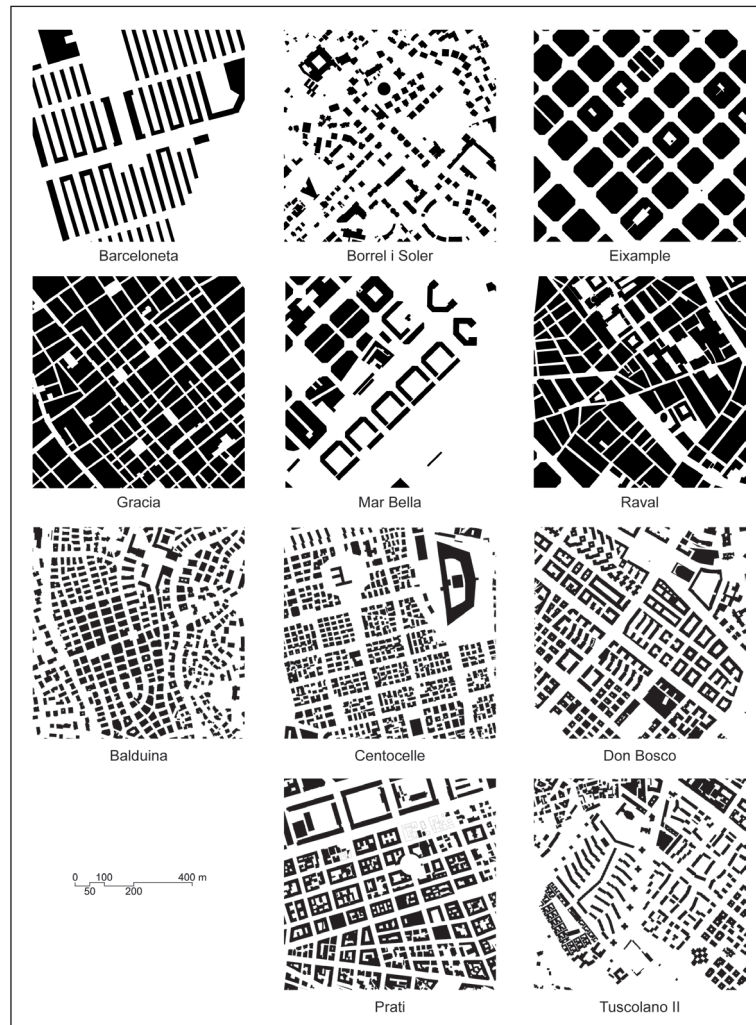 Barceloneta
Borrel i Soler
Eixample
Gracia
Mar Bella
Raval
Balduina
Centocelle
Don Bosco
0 100 400 m
50 200
Prati
Tuscolano II